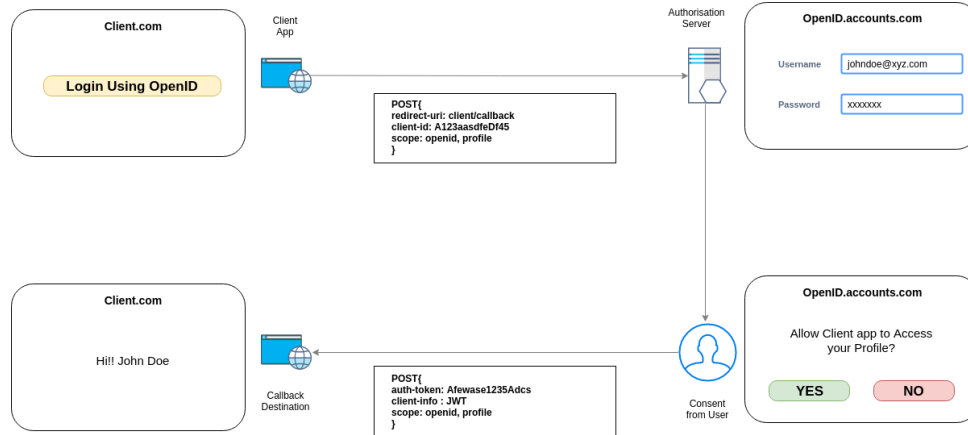 Client.com
Login Using OpenID
Client
App
POST{
redirect-uri: client/callback
client-id: A123aasdfeDf45
scope: openid, profile
}
Authorisation
Server
OpenID.accounts.com
Username
johndoe@xyz.com
Password
xxxxxxx
Client.com
Hi!! John Doe
Callback
Destination
POST{
auth-token: Afewase1235Adcs
client-info : JWT
scope: openid, profile
}
Consent
from User
OpenID.accounts.com
Allow Client app to Access
your Profile?
YES
NO